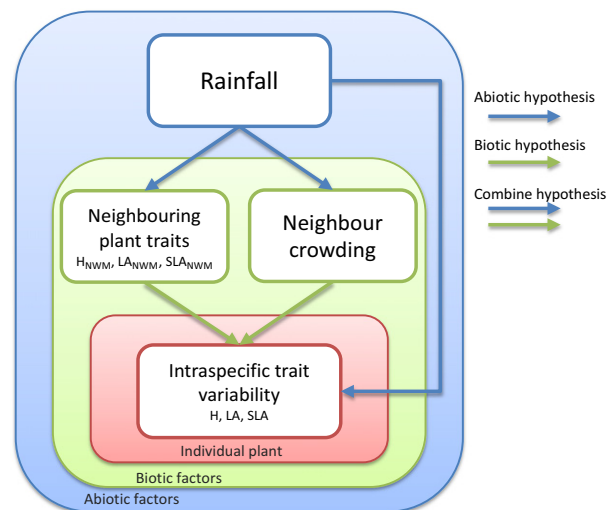 Rainfall
Abiotic hypothesis
Biotic hypothesis
Combine hypothesis
Neighbouring
plant traits
HNWM, LANWM, SLANWM
Neighbour
crowding
Intraspecific trait
variability
H, LA, SLA
Individual plant
Biotic factors
Abiotic factors